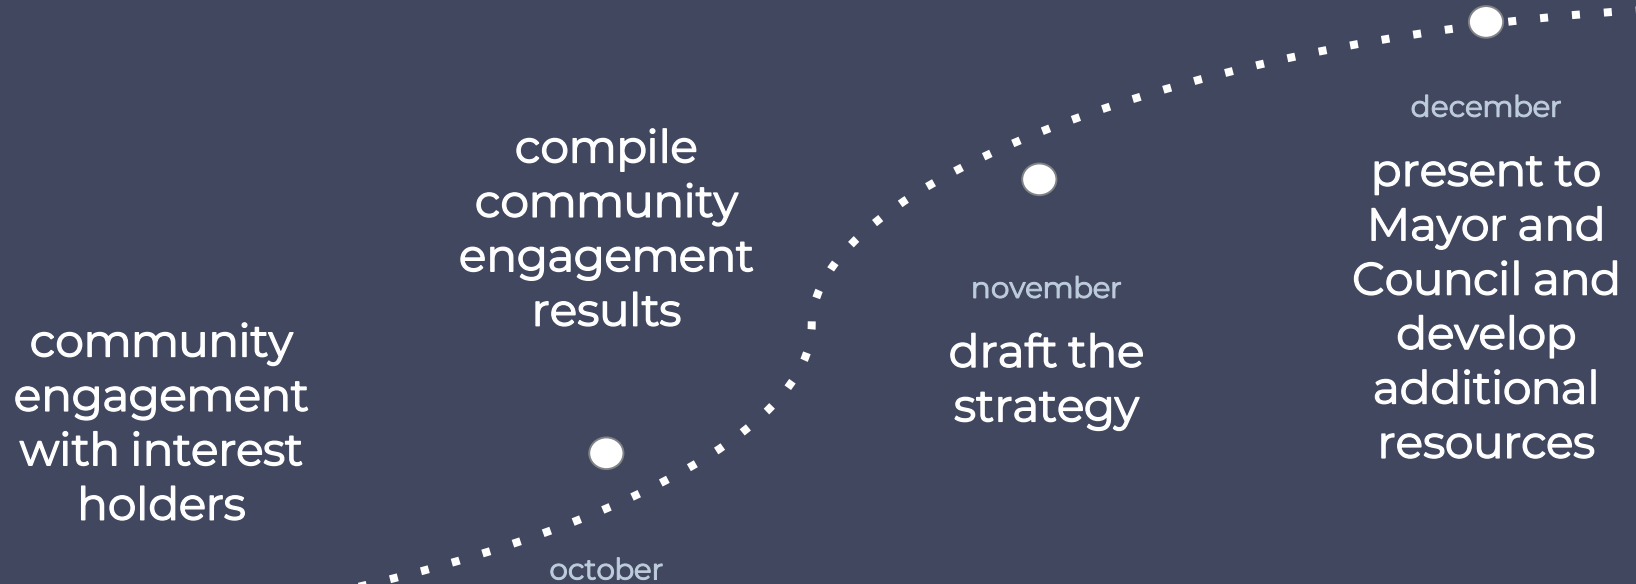 community
engagement
with interest
holders
compile
community
engagement
results
october
november
draft the
strategy
december
present to
Mayor and
Council and
develop
additional
resources